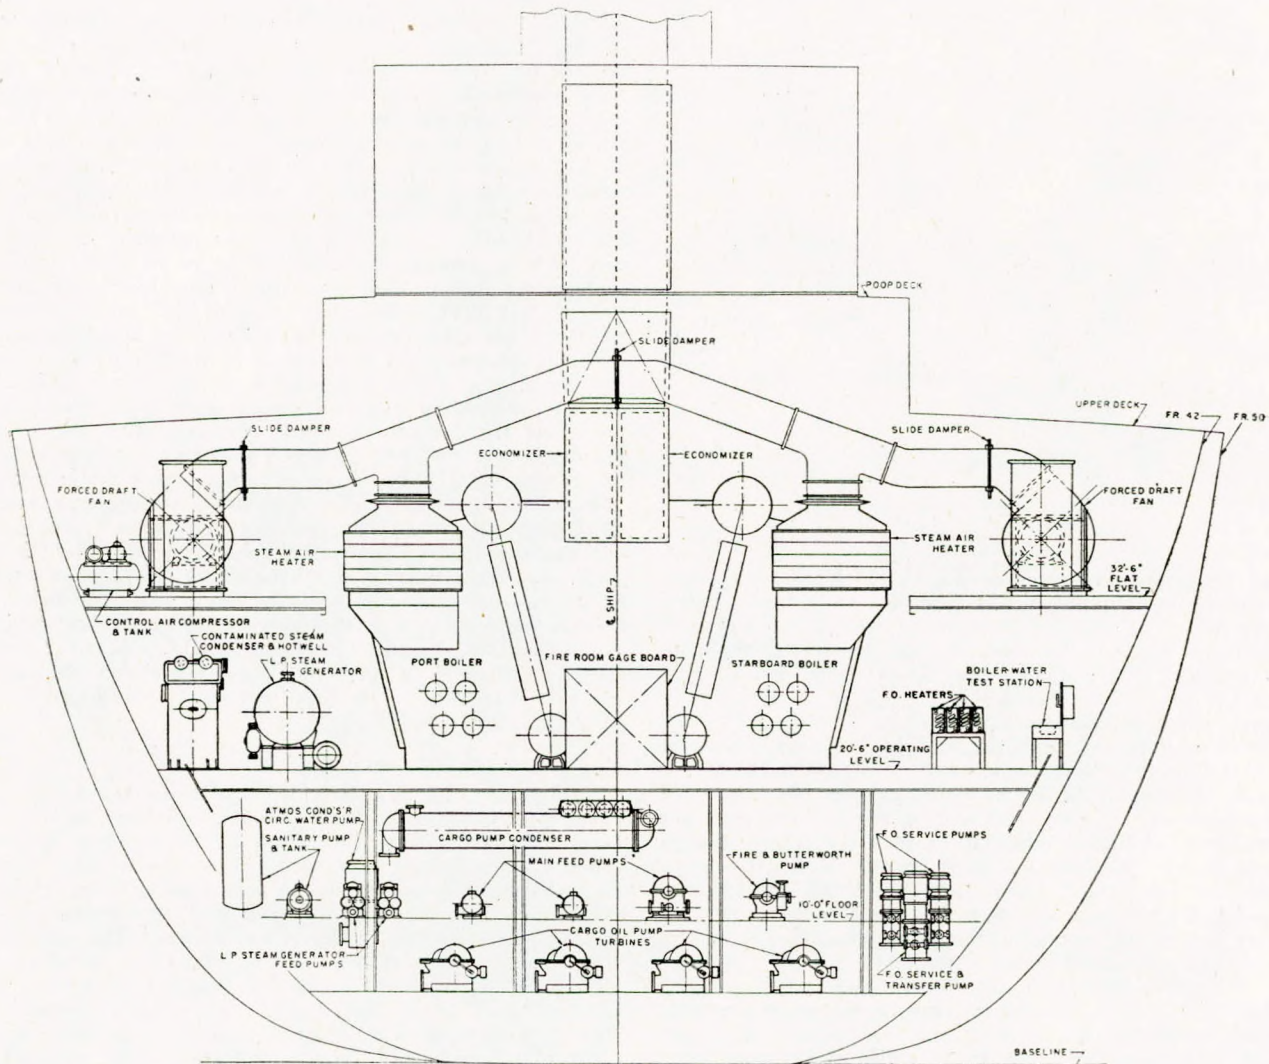 POOP DECK
SLIDE DAMPER
UPPER DECK
FR. 42
FR. 50
SLIDE DAMPER
SLIDE DAMPER
ECONOMIZER
ECONOMIZER
FORCED DRAFT
FAN
FORCED DRAFT
FAN
STEAM AIR
HEATER
STEAM AIR
HEATER
32'-6"
FLAT
LEVEL
℄ SHIP
CONTROL AIR COMPRESSOR
& TANK
CONTAMINATED STEAM
CONDENSER & HOTWELL
L.P. STEAM
GENERATOR
PORT BOILER
FIRE ROOM GAGE BOARD
STARBOARD BOILER
BOILER WATER
TEST STATION
F.O. HEATERS
20'-6" OPERATING
LEVEL
ATMOS COND'S'R
CIRC. WATER PUMP
SANITARY PUMP
& TANK
CARGO PUMP CONDENSER
F.O. SERVICE PUMPS
MAIN FEED PUMPS
FIRE & BUTTERWORTH
PUMP
10'-0" FLOOR
LEVEL
CARGO OIL PUMP
TURBINES
L P STEAM GENERATOR
FEED PUMPS
F.O. SERVICE &
TRANSFER PUMP
BASELINE